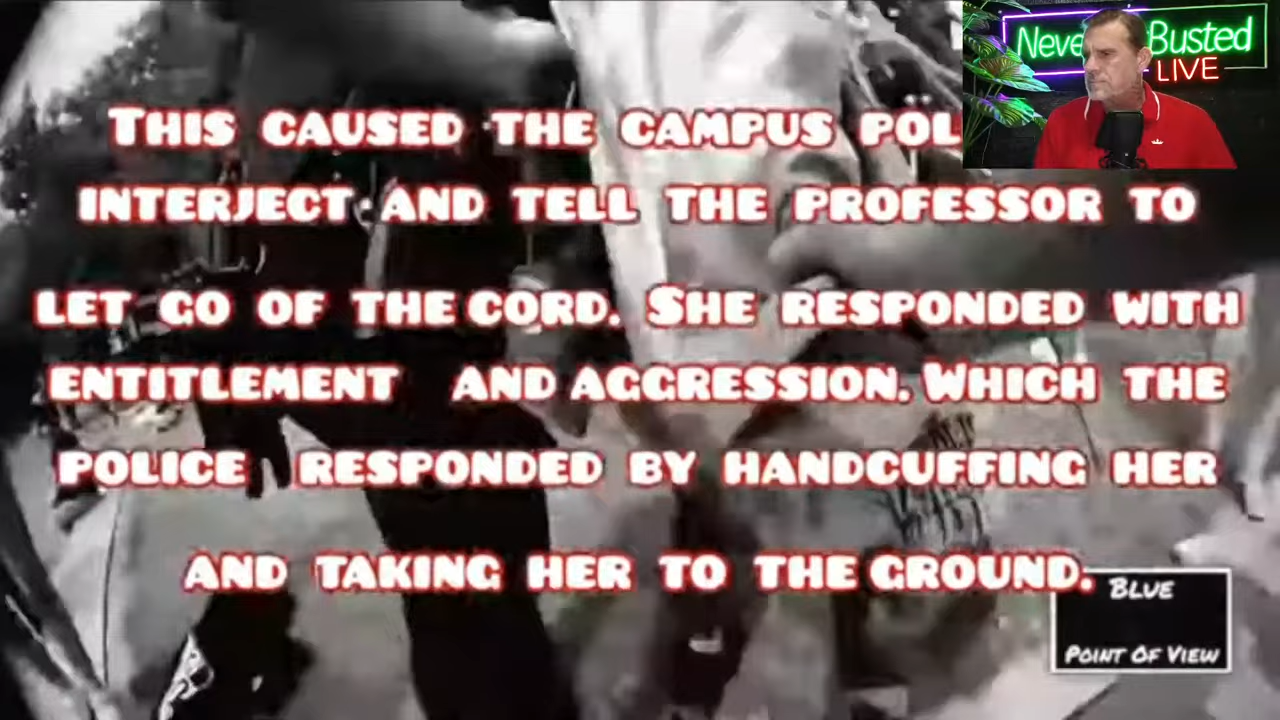 Never Busted
LIVE
THIS CAUSED THE CAMPUS POL
INTERJECT AND TELL THE PROFESSOR TO
LET GO OF THE CORD. SHE RESPONDED WITH
ENTITLEMENT AND AGGRESSION. WHICH THE
POLICE RESPONDED BY HANDCUFFING HER
AND TAKING HER TO THE GROUND.
BLUE
POINT OF VIEW